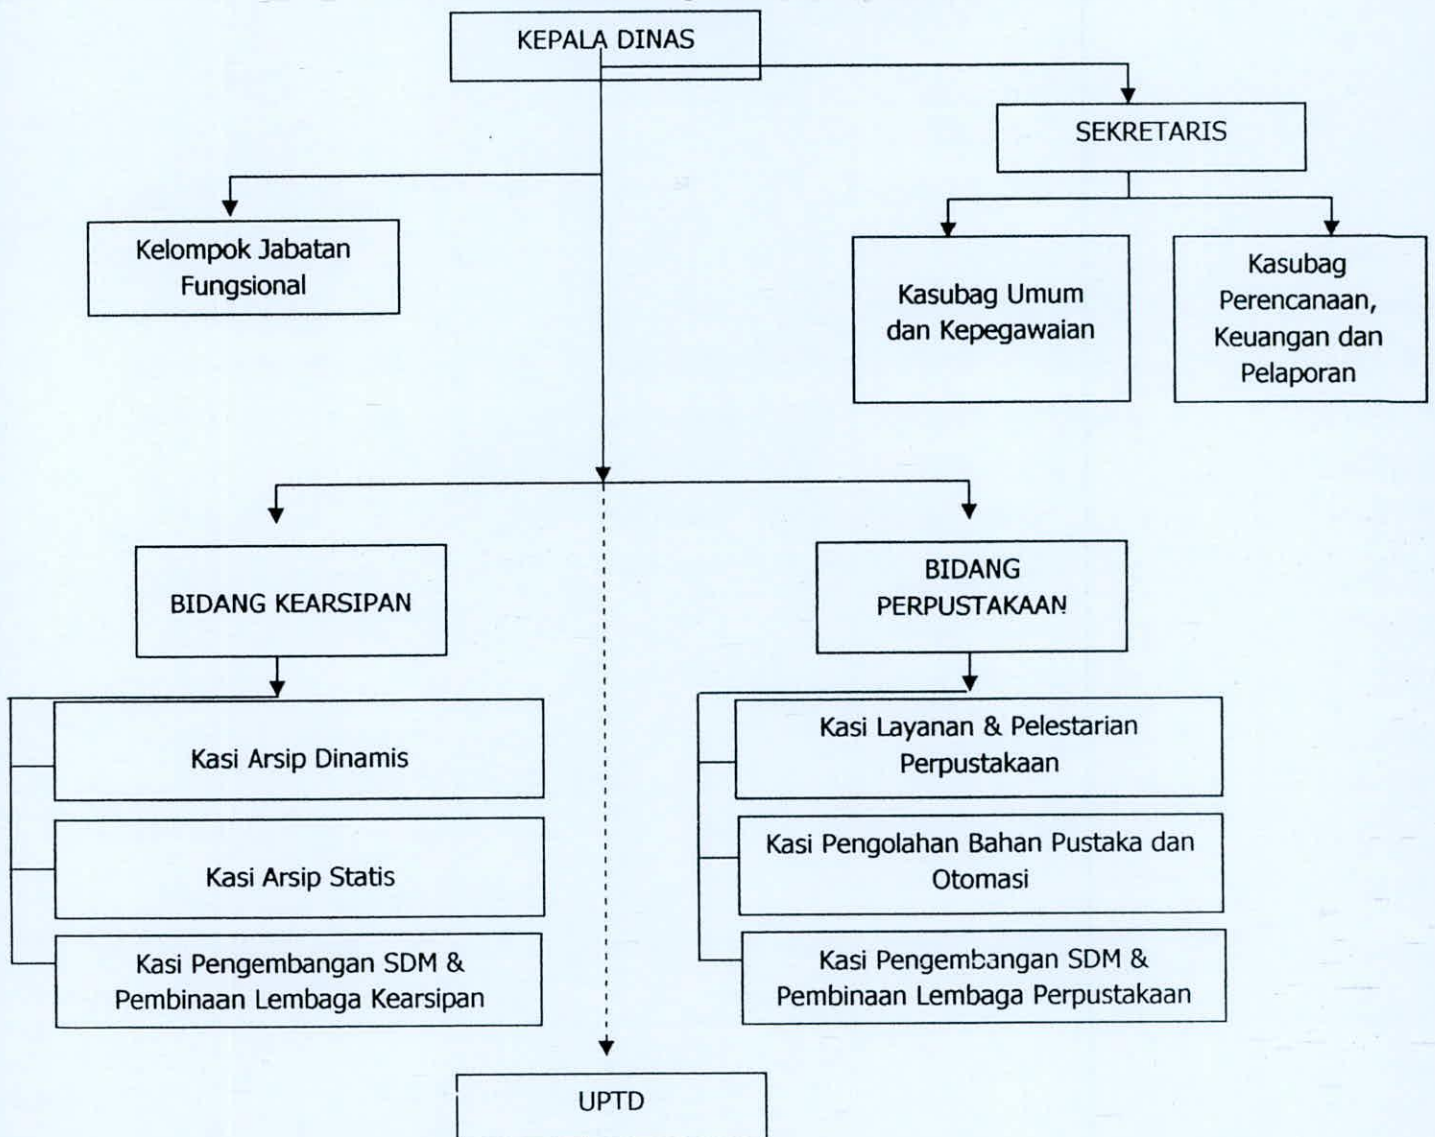 KEPALA DINAS
SEKRETARIS
Kelompok Jabatan
Fungsional
Kasubag Umum
dan Kepegawaian
Kasubag
Perencanaan,
Keuangan dan
Pelaporan
BIDANG KEARSIPAN
BIDANG
PERPUSTAKAAN
Kasi Arsip Dinamis
Kasi Arsip Statis
Kasi Pengembangan SDM &
Pembinaan Lembaga Kearsipan
Kasi Layanan & Pelestarian
Perpustakaan
Kasi Pengolahan Bahan Pustaka dan
Otomasi
Kasi Pengembangan SDM &
Pembinaan Lembaga Perpustakaan
UPTD